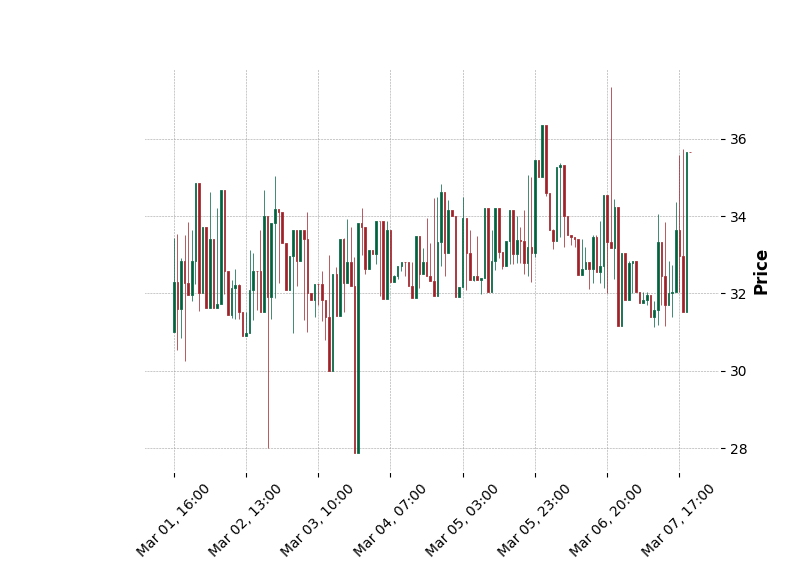 36
34
32
30
28
Price
Mar 01, 16:00
Mar 02, 13:00
Mar 03, 10:00
Mar 04, 07:00
Mar 05, 03:00
Mar 05, 23:00
Mar 06, 20:00
Mar 07, 17:00